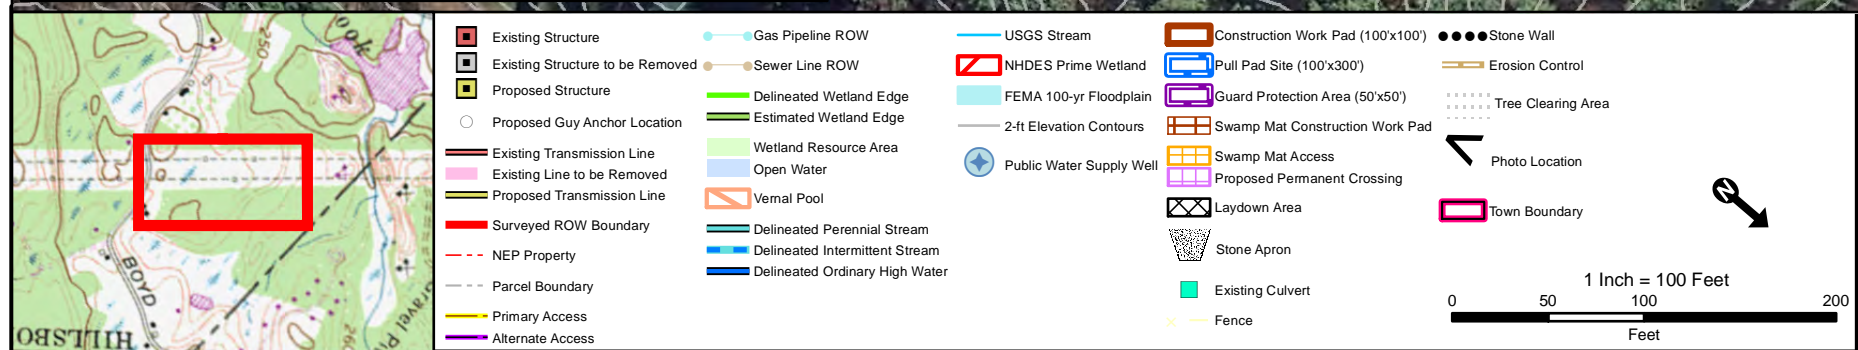 ok
250
BOYD
HILLSBO
Gravel Pi
260
Existing Structure
Existing Structure to be Removed
Proposed Structure
Proposed Guy Anchor Location
Existing Transmission Line
Existing Line to be Removed
Proposed Transmission Line
Surveyed ROW Boundary
NEP Property
Parcel Boundary
Primary Access
Alternate Access
Gas Pipeline ROW
Sewer Line ROW
Delineated Wetland Edge
Estimated Wetland Edge
Wetland Resource Area
Open Water
Vernal Pool
Delineated Perennial Stream
Delineated Intermittent Stream
Delineated Ordinary High Water
USGS Stream
NHDES Prime Wetland
FEMA 100-yr Floodplain
2-ft Elevation Contours
Public Water Supply Well
Construction Work Pad (100'x100')
Pull Pad Site (100'x300')
Guard Protection Area (50'x50')
Swamp Mat Construction Work Pad
Swamp Mat Access
Proposed Permanent Crossing
Laydown Area
Stone Apron
Existing Culvert
Fence
Stone Wall
Erosion Control
Tree Clearing Area
Photo Location
Town Boundary
N
1 Inch = 100 Feet
0 50 100 200
Feet